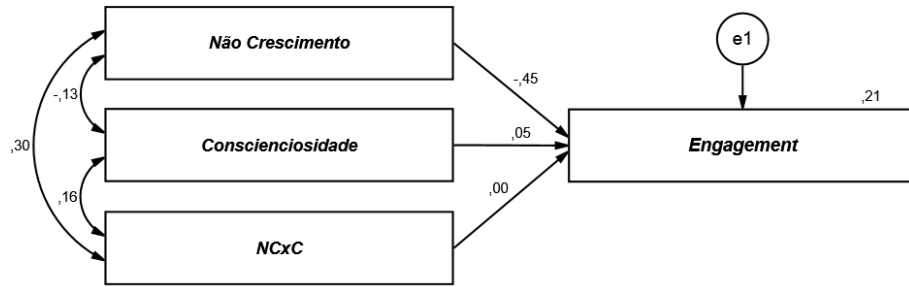 Não Crescimento
e1
-,45
-,13
,21
Conscienciosidade
,05
Engagement
,30
,00
,16
NCxC